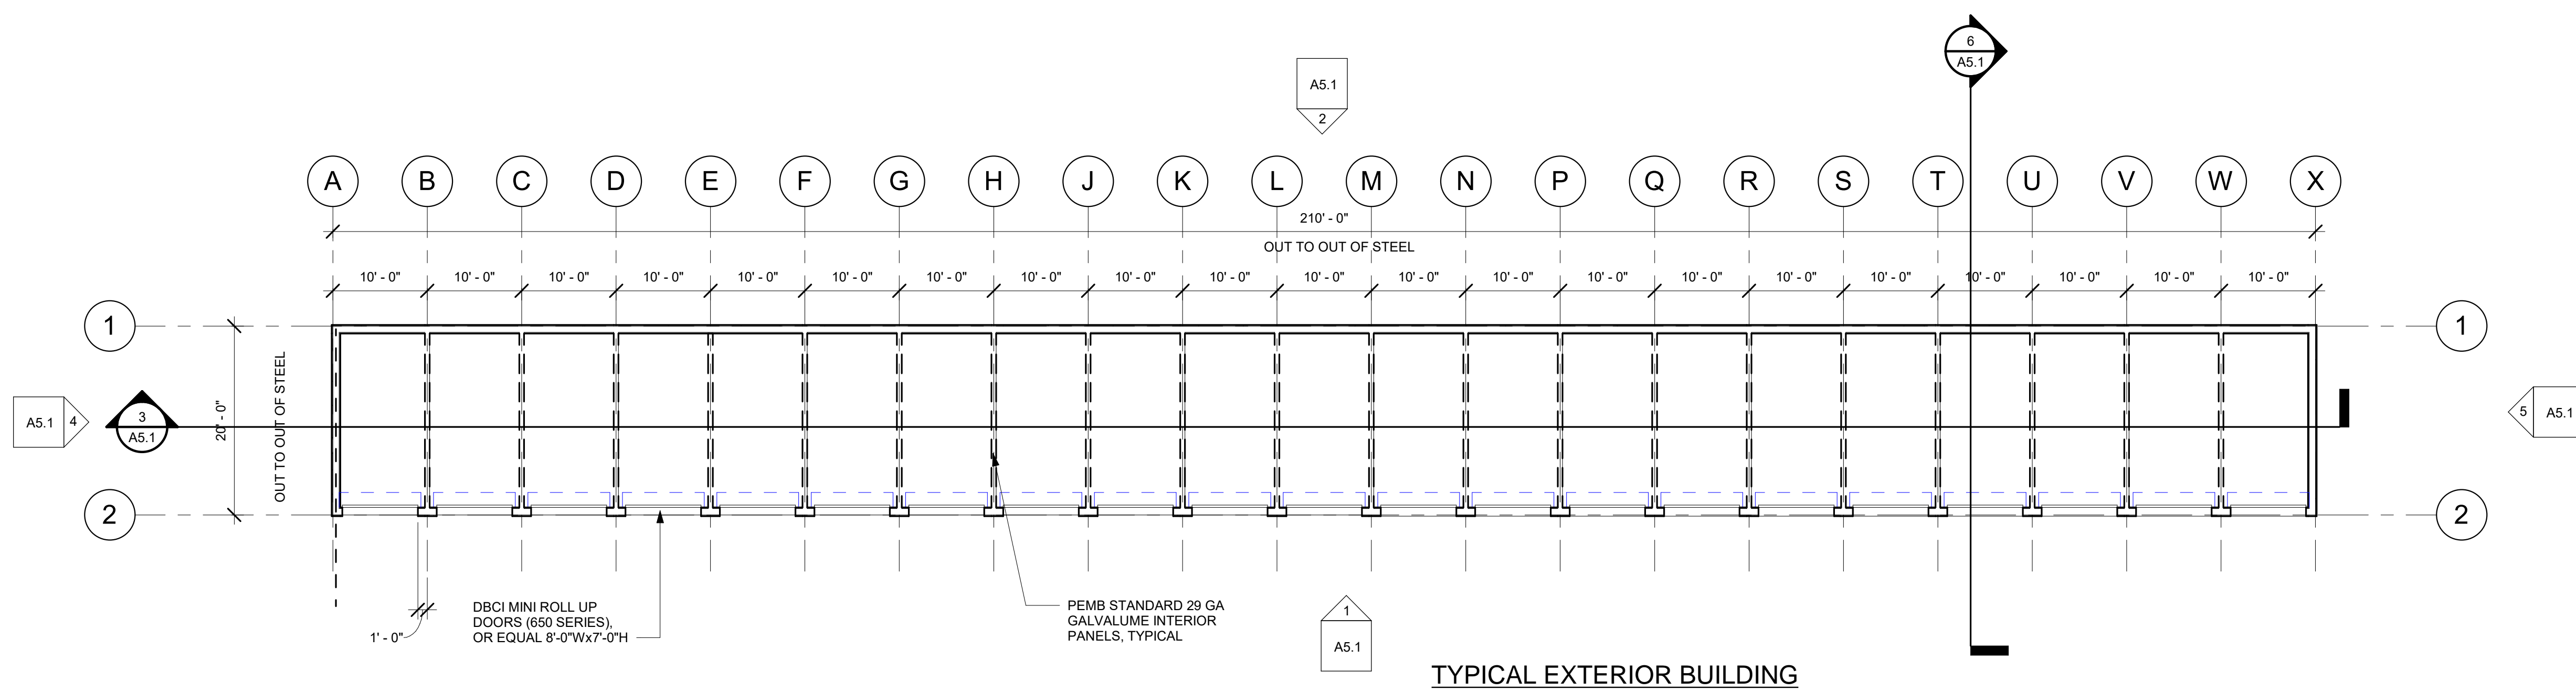 6
A5.1
A5.1
2
A B C D E F G H J K L M N P Q R S T U V W X
210' - 0"
OUT TO OUT OF STEEL
10' - 0" 10' - 0" 10' - 0" 10' - 0" 10' - 0" 10' - 0" 10' - 0" 10' - 0" 10' - 0" 10' - 0" 10' - 0" 10' - 0" 10' - 0" 10' - 0" 10' - 0" 10' - 0" 10' - 0" 10' - 0" 10' - 0" 10' - 0" 10' - 0"
1
1
20' - 0"
OUT TO OUT OF STEEL
A5.1 4
3
A5.1
5 A5.1
2
2
1' - 0"
DBCI MINI ROLL UP
DOORS (650 SERIES),
OR EQUAL 8'-0"Wx7'-0"H
PEMB STANDARD 29 GA
GALVALUME INTERIOR
PANELS, TYPICAL
1
A5.1
TYPICAL EXTERIOR BUILDING